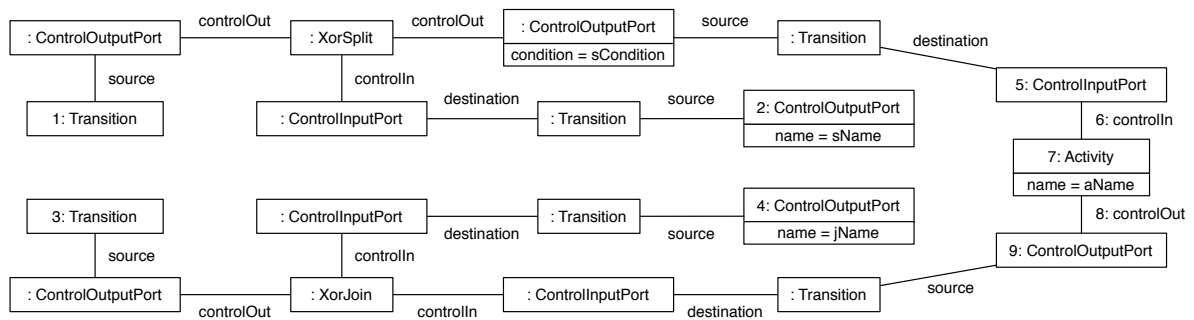 controlOut
controlOut
source
: ControlOutputPort
: XorSplit
: ControlOutputPort
condition = sCondition
: Transition
destination
source
controlIn
5: ControlInputPort
1: Transition
: ControlInputPort
destination
: Transition
source
2: ControlOutputPort
name = sName
6: controlIn
7: Activity
name = aName
3: Transition
: ControlInputPort
destination
: Transition
source
4: ControlOutputPort
name = jName
8: controlOut
source
controlIn
9: ControlOutputPort
: ControlOutputPort
controlOut
: XorJoin
controlIn
: ControlInputPort
destination
: Transition
source